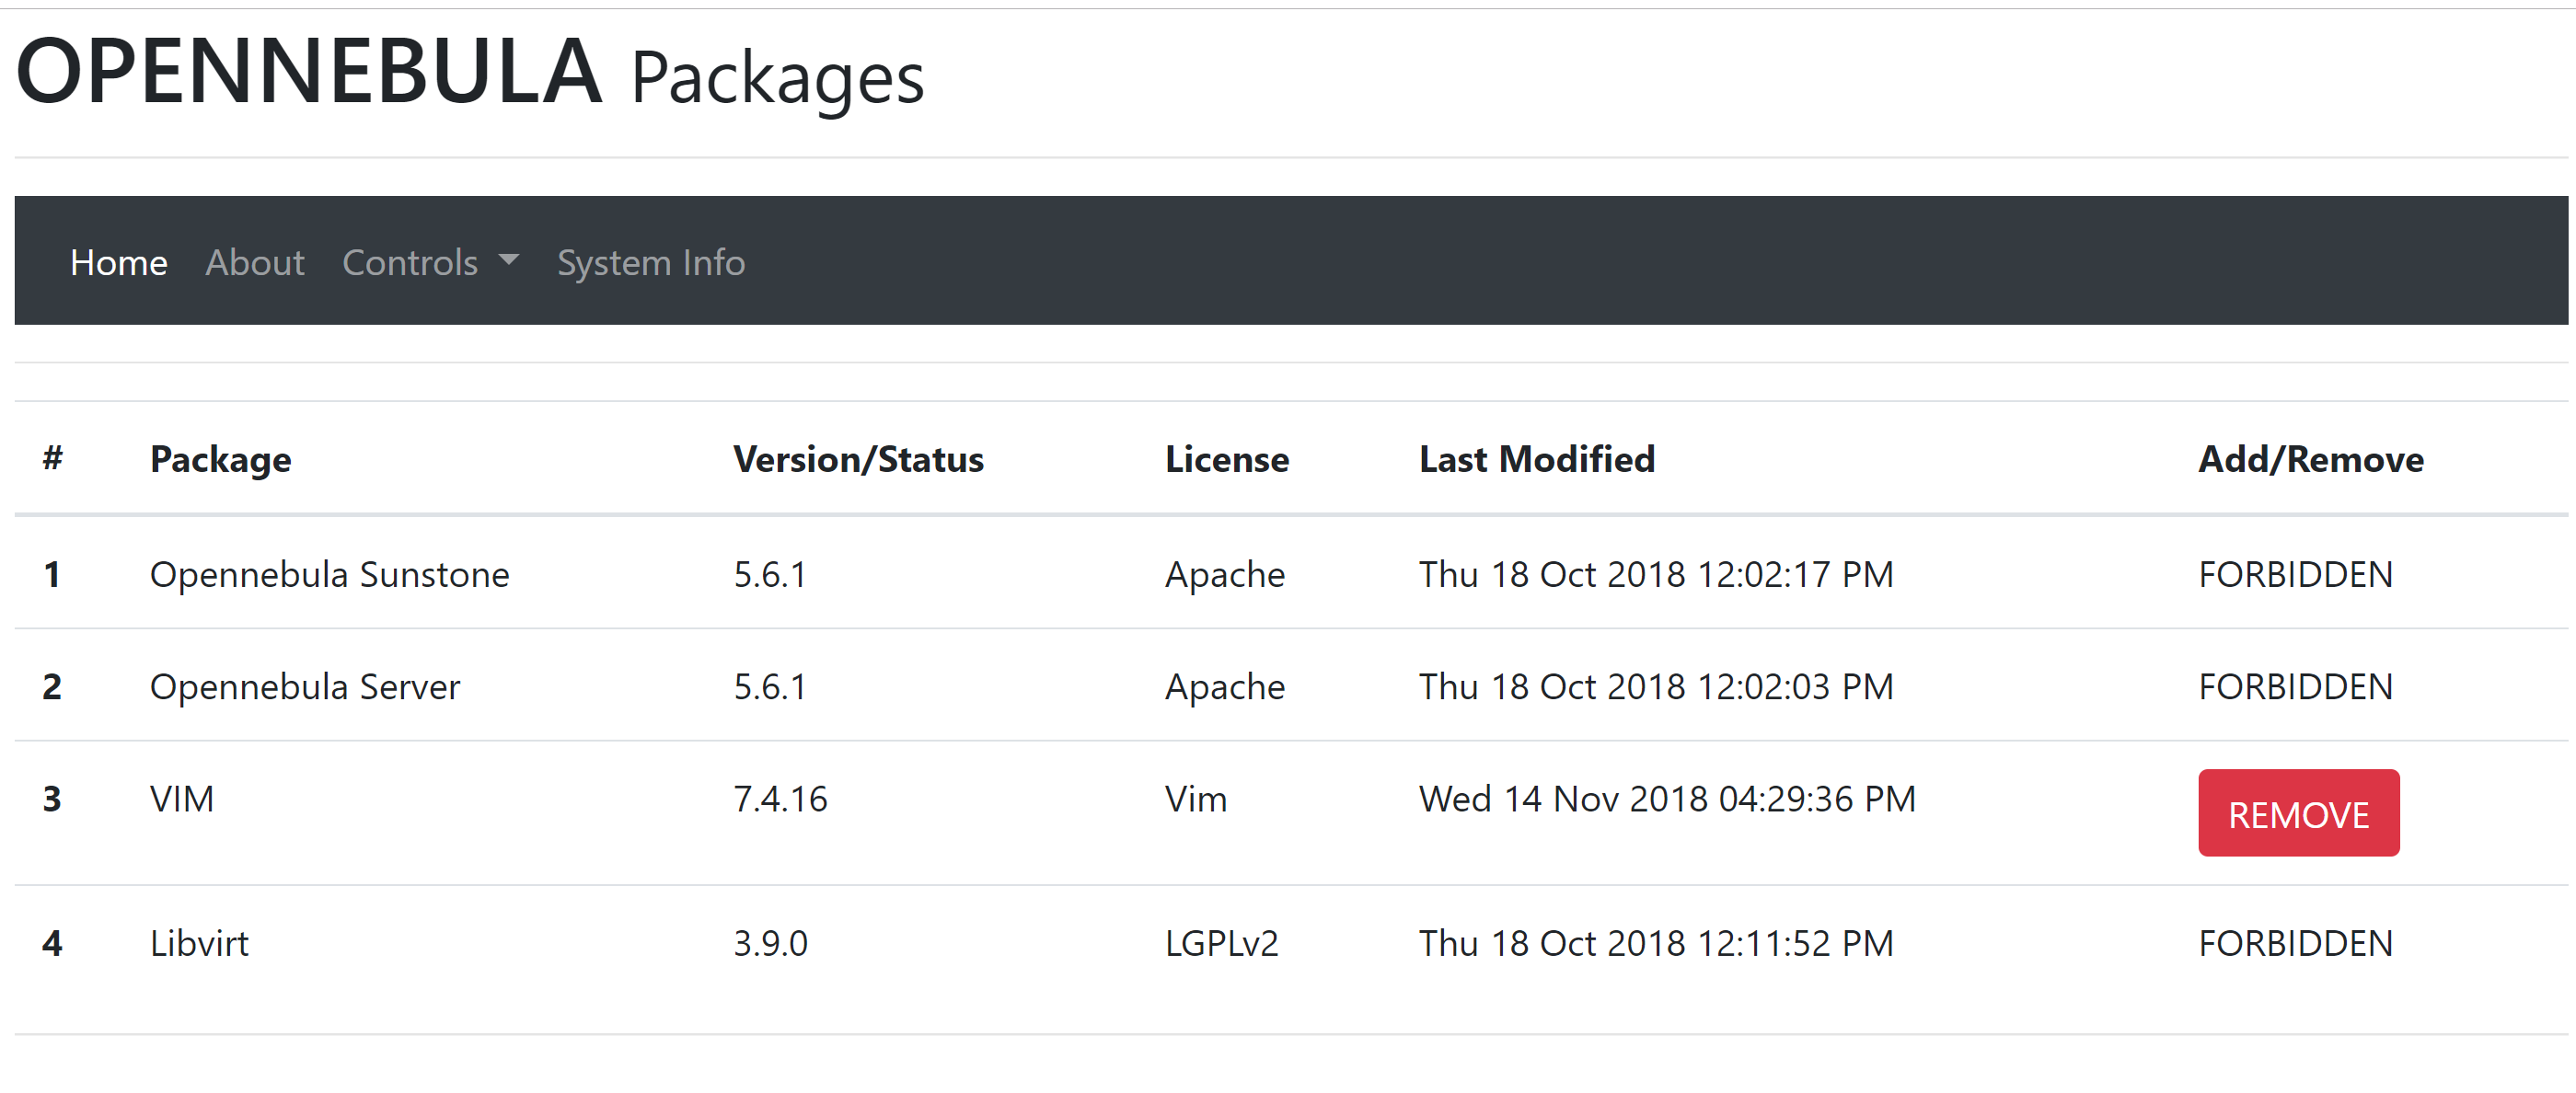 OPENNEBULA Packages
Home About Controls System Info
# Package Version/Status License Last Modified Add/Remove
1 Opennebula Sunstone 5.6.1 Apache Thu 18 Oct 2018 12:02:17 PM FORBIDDEN
2 Opennebula Server 5.6.1 Apache Thu 18 Oct 2018 12:02:03 PM FORBIDDEN
3 VIM 7.4.16 Vim Wed 14 Nov 2018 04:29:36 PM REMOVE
4 Libvirt 3.9.0 LGPLv2 Thu 18 Oct 2018 12:11:52 PM FORBIDDEN